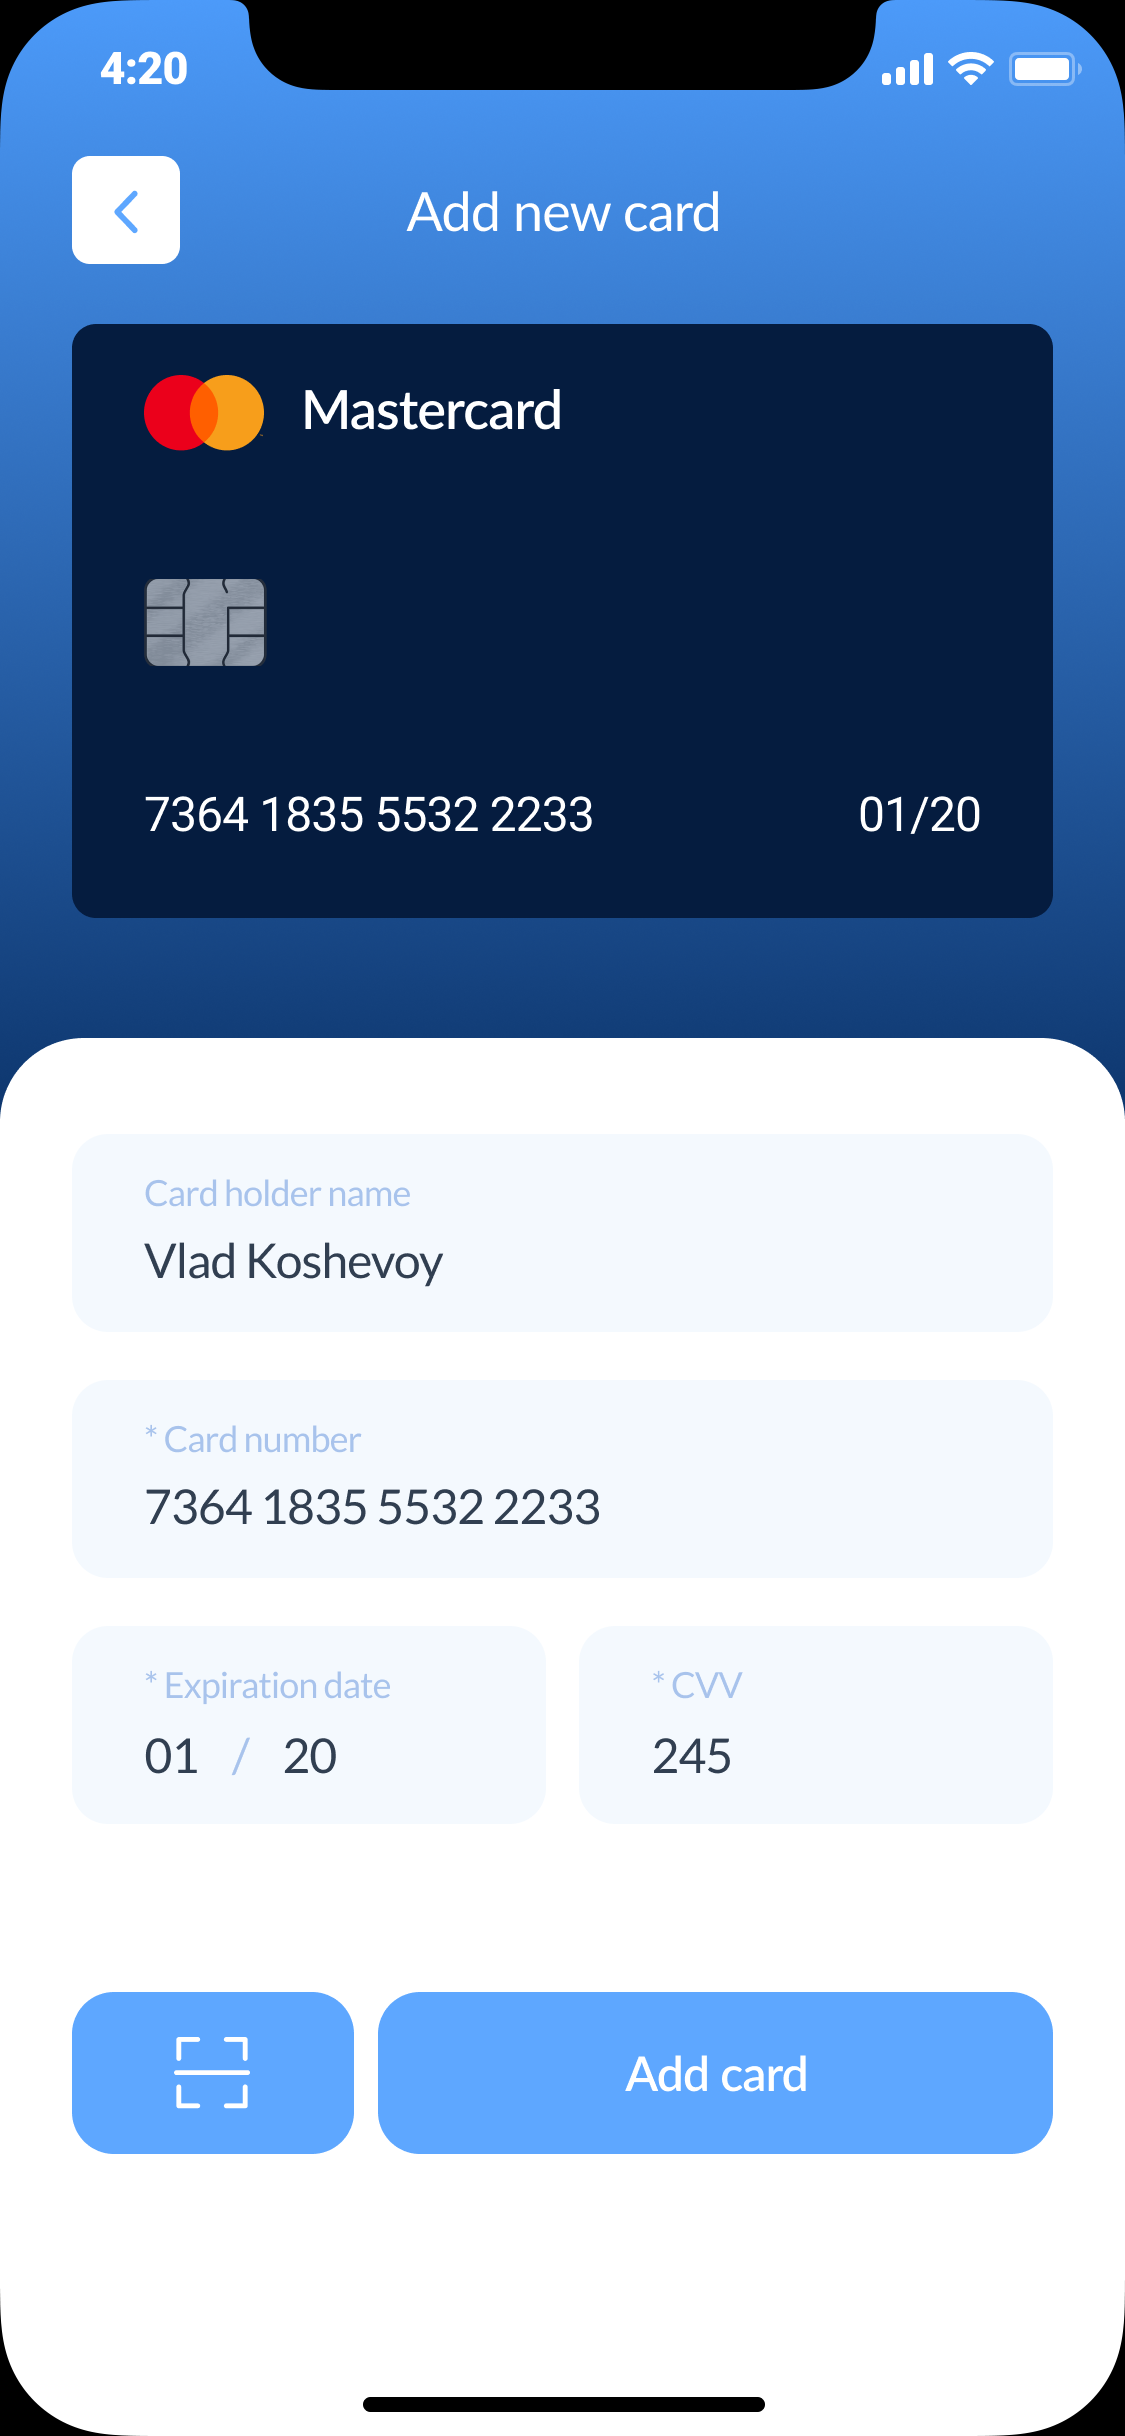 4:20
Add new card
Mastercard
7364 1835 5532 2233 01/20
Card holder name
Vlad Koshevoy
* Card number
7364 1835 5532 2233
* Expiration date
01 / 20
* CVV
245
Add card